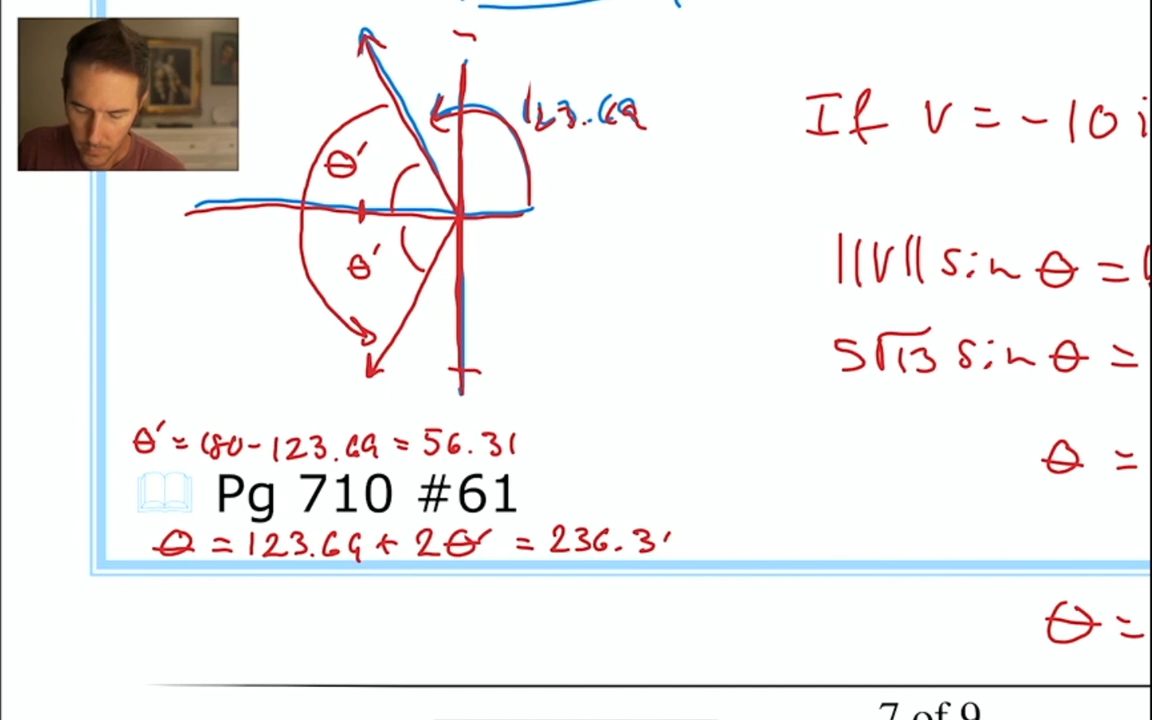 123.69
If v = -10 i
θ'
θ'
||v|| sin θ =
5√13 sin θ =
θ' = 180 - 123.69 = 56.31
θ =
Pg 710 #61
θ = 123.69 + 2θ' = 236.31
θ =
7 of 9